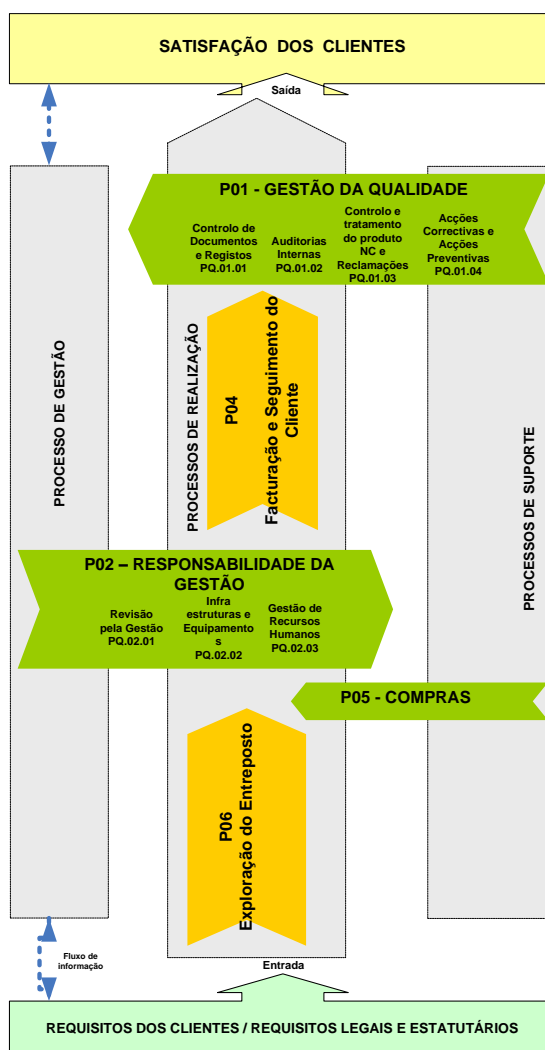 SATISFAÇÃO DOS CLIENTES
Saída
P01 - GESTÃO DA QUALIDADE
Controlo de
Documentos
e Registos
PQ.01.01
Auditorias
Internas
PQ.01.02
Controlo e
tratamento
do produto
NC e
Reclamações
PQ.01.03
Acções
Correctivas e
Acções
Preventivas
PQ.01.04
PROCESSO DE GESTÃO
PROCESSOS DE REALIZAÇÃO
P04
Facturação e Seguimento do
Cliente
PROCESSOS DE SUPORTE
P02 – RESPONSABILIDADE DA
GESTÃO
Revisão
pela Gestão
PQ.02.01
Infra
estruturas e
Equipamento
s
PQ.02.02
Gestão de
Recursos
Humanos
PQ.02.03
P05 - COMPRAS
P06
Exploração do Entreposto
Fluxo de
informação
Entrada
REQUISITOS DOS CLIENTES / REQUISITOS LEGAIS E ESTATUTÁRIOS